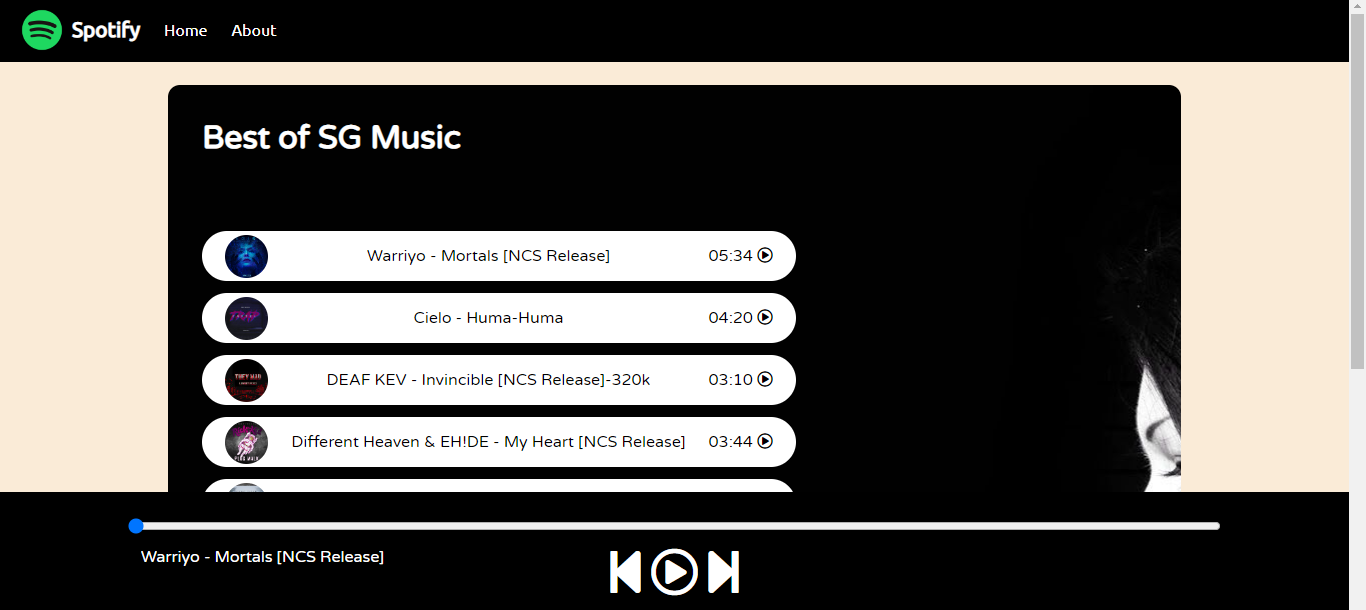 Spotify Home About
Best of SG Music
Warriyo - Mortals [NCS Release] 05:34
Cielo - Huma-Huma 04:20
DEAF KEV - Invincible [NCS Release]-320k 03:10
Different Heaven & EH!DE - My Heart [NCS Release] 03:44
Warriyo - Mortals [NCS Release]